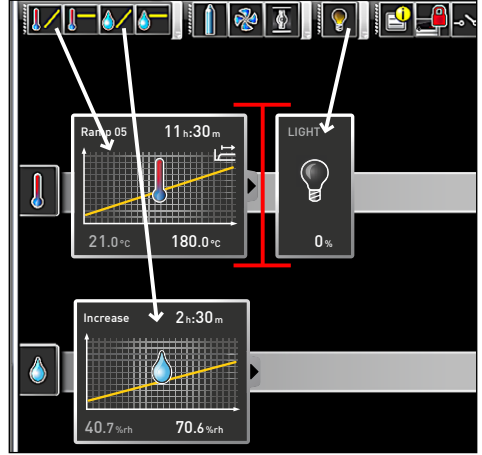 Ramp 05 11h:30m
LIGHT
21.0°C 180.0°C
0%
Increase 2h:30m
40.7%rh 70.6%rh